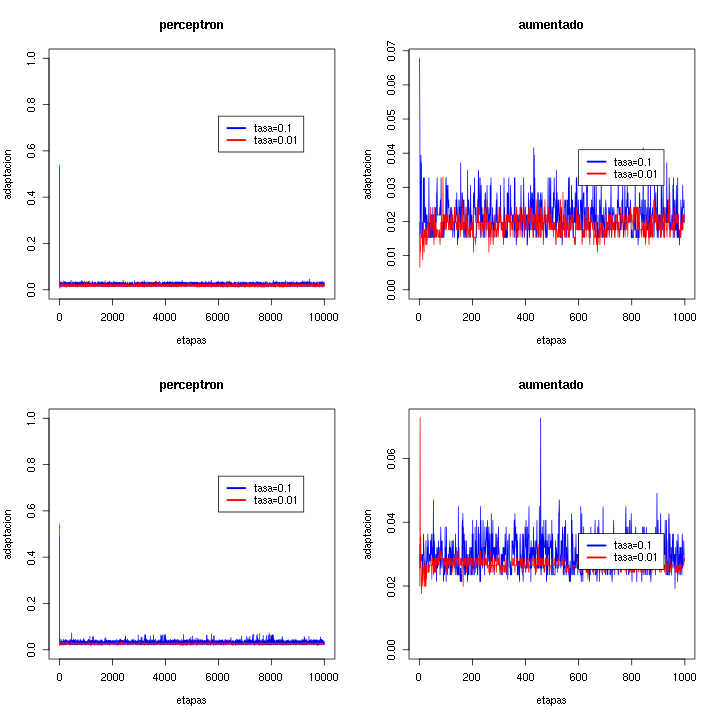 perceptron
adaptacion
1.0
0.8
0.6
0.4
0.2
0.0
tasa=0.1
tasa=0.01
0 2000 4000 6000 8000 10000
etapas
aumentado
adaptacion
0.07
0.06
0.05
0.04
0.03
0.02
0.01
0.00
tasa=0.1
tasa=0.01
0 200 400 600 800 1000
etapas
perceptron
adaptacion
1.0
0.8
0.6
0.4
0.2
0.0
tasa=0.1
tasa=0.01
0 2000 4000 6000 8000 10000
etapas
aumentado
adaptacion
0.06
0.04
0.02
0.00
tasa=0.1
tasa=0.01
0 200 400 600 800 1000
etapas